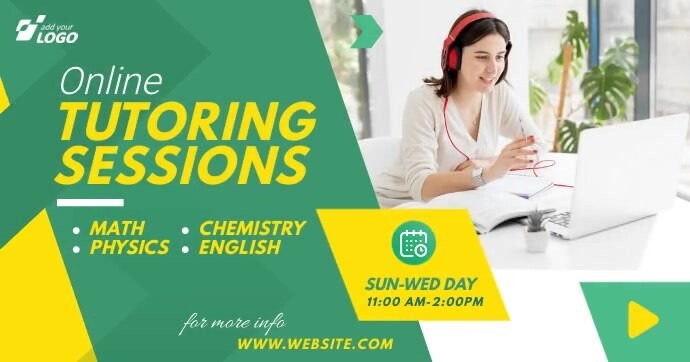 add your
LOGO
Online
TUTORING
SESSIONS
• MATH • CHEMISTRY
• PHYSICS • ENGLISH
SUN-WED DAY
11:00 AM-2:00PM
for more info
WWW.WEBSITE.COM